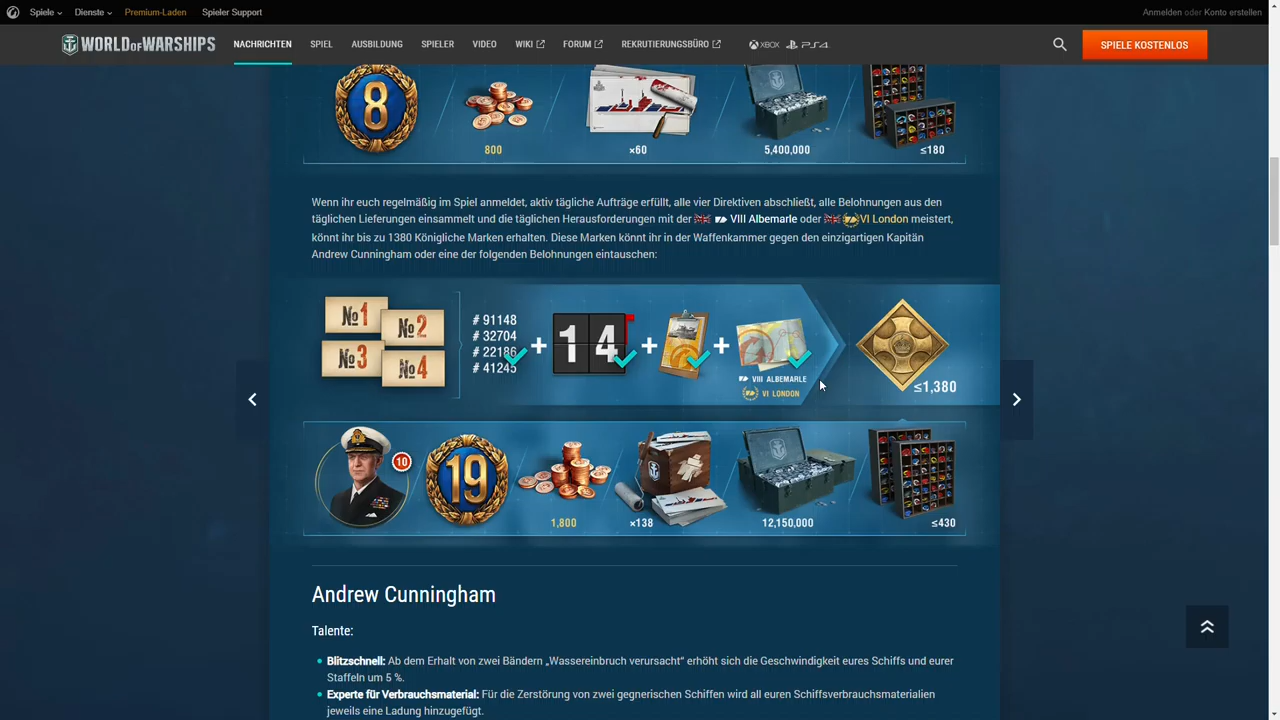 Spiele Dienste Premium-Laden Spieler Support Anmelden oder Konto erstellen
WORLD OF WARSHIPS NACHRICHTEN SPIEL AUSBILDUNG SPIELER VIDEO WIKI FORUM REKRUTIERUNGSBÜRO XBOX PS4 SPIELE KOSTENLOS
8
800 ×60 5,400,000 ≤180
Wenn ihr euch regelmäßig im Spiel anmeldet, aktiv tägliche Aufträge erfüllt, alle vier Direktiven abschließt, alle Belohnungen aus den
täglichen Lieferungen einsammelt und die täglichen Herausforderungen mit der VIII Albemarle oder VI London meistert,
könnt ihr bis zu 1380 Königliche Marken erhalten. Diese Marken könnt ihr in der Waffenkammer gegen den einzigartigen Kapitän
Andrew Cunningham oder eine der folgenden Belohnungen eintauschen:
№1 №2
№3 №4
# 91148
# 32704
# 22186
# 41245
+ 14 + +
VIII ALBEMARLE
VI LONDON
≤1,380
10
19
1,800 ×138 12,150,000 ≤430
Andrew Cunningham
Talente:
Blitzschnell: Ab dem Erhalt von zwei Bändern „Wassereinbruch verursacht“ erhöht sich die Geschwindigkeit eures Schiffs und eurer
Staffeln um 5 %.
Experte für Verbrauchsmaterial: Für die Zerstörung von zwei gegnerischen Schiffen wird all euren Schiffsverbrauchsmaterialien
jeweils eine Ladung hinzugefügt.